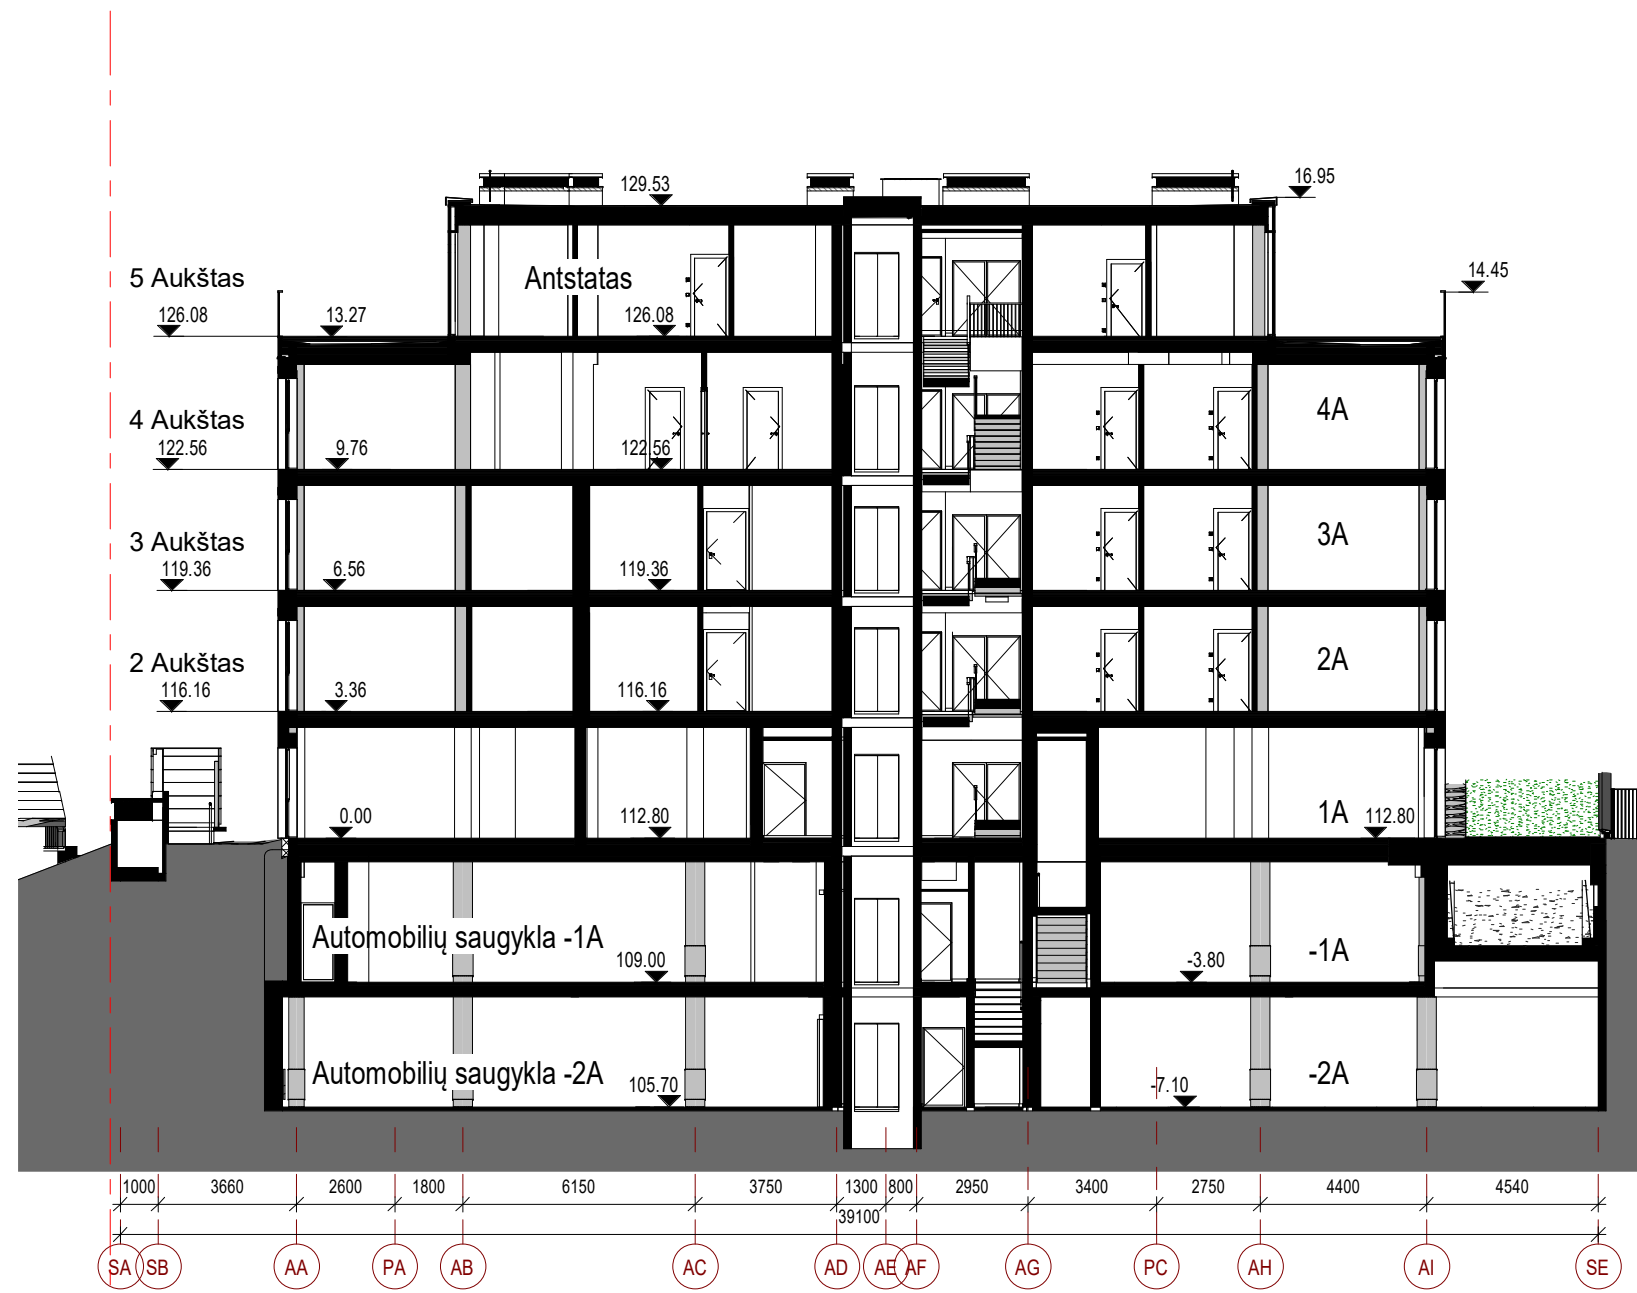 129.53
16.95
5 Aukštas
Antstatas
14.45
126.08
13.27
126.08
4 Aukštas
4A
122.56
9.76
122.56
3 Aukštas
3A
119.36
6.56
119.36
2 Aukštas
2A
116.16
3.36
116.16
0.00
112.80
1A
112.80
Automobilių saugykla -1A
109.00
-3.80
-1A
Automobilių saugykla -2A
105.70
-7.10
-2A
1000 3660 2600 1800 6150 3750 1300 800 2950 3400 2750 4400 4540
39100
SA SB AA PA AB AC AD AE AF AG PC AH AI SE